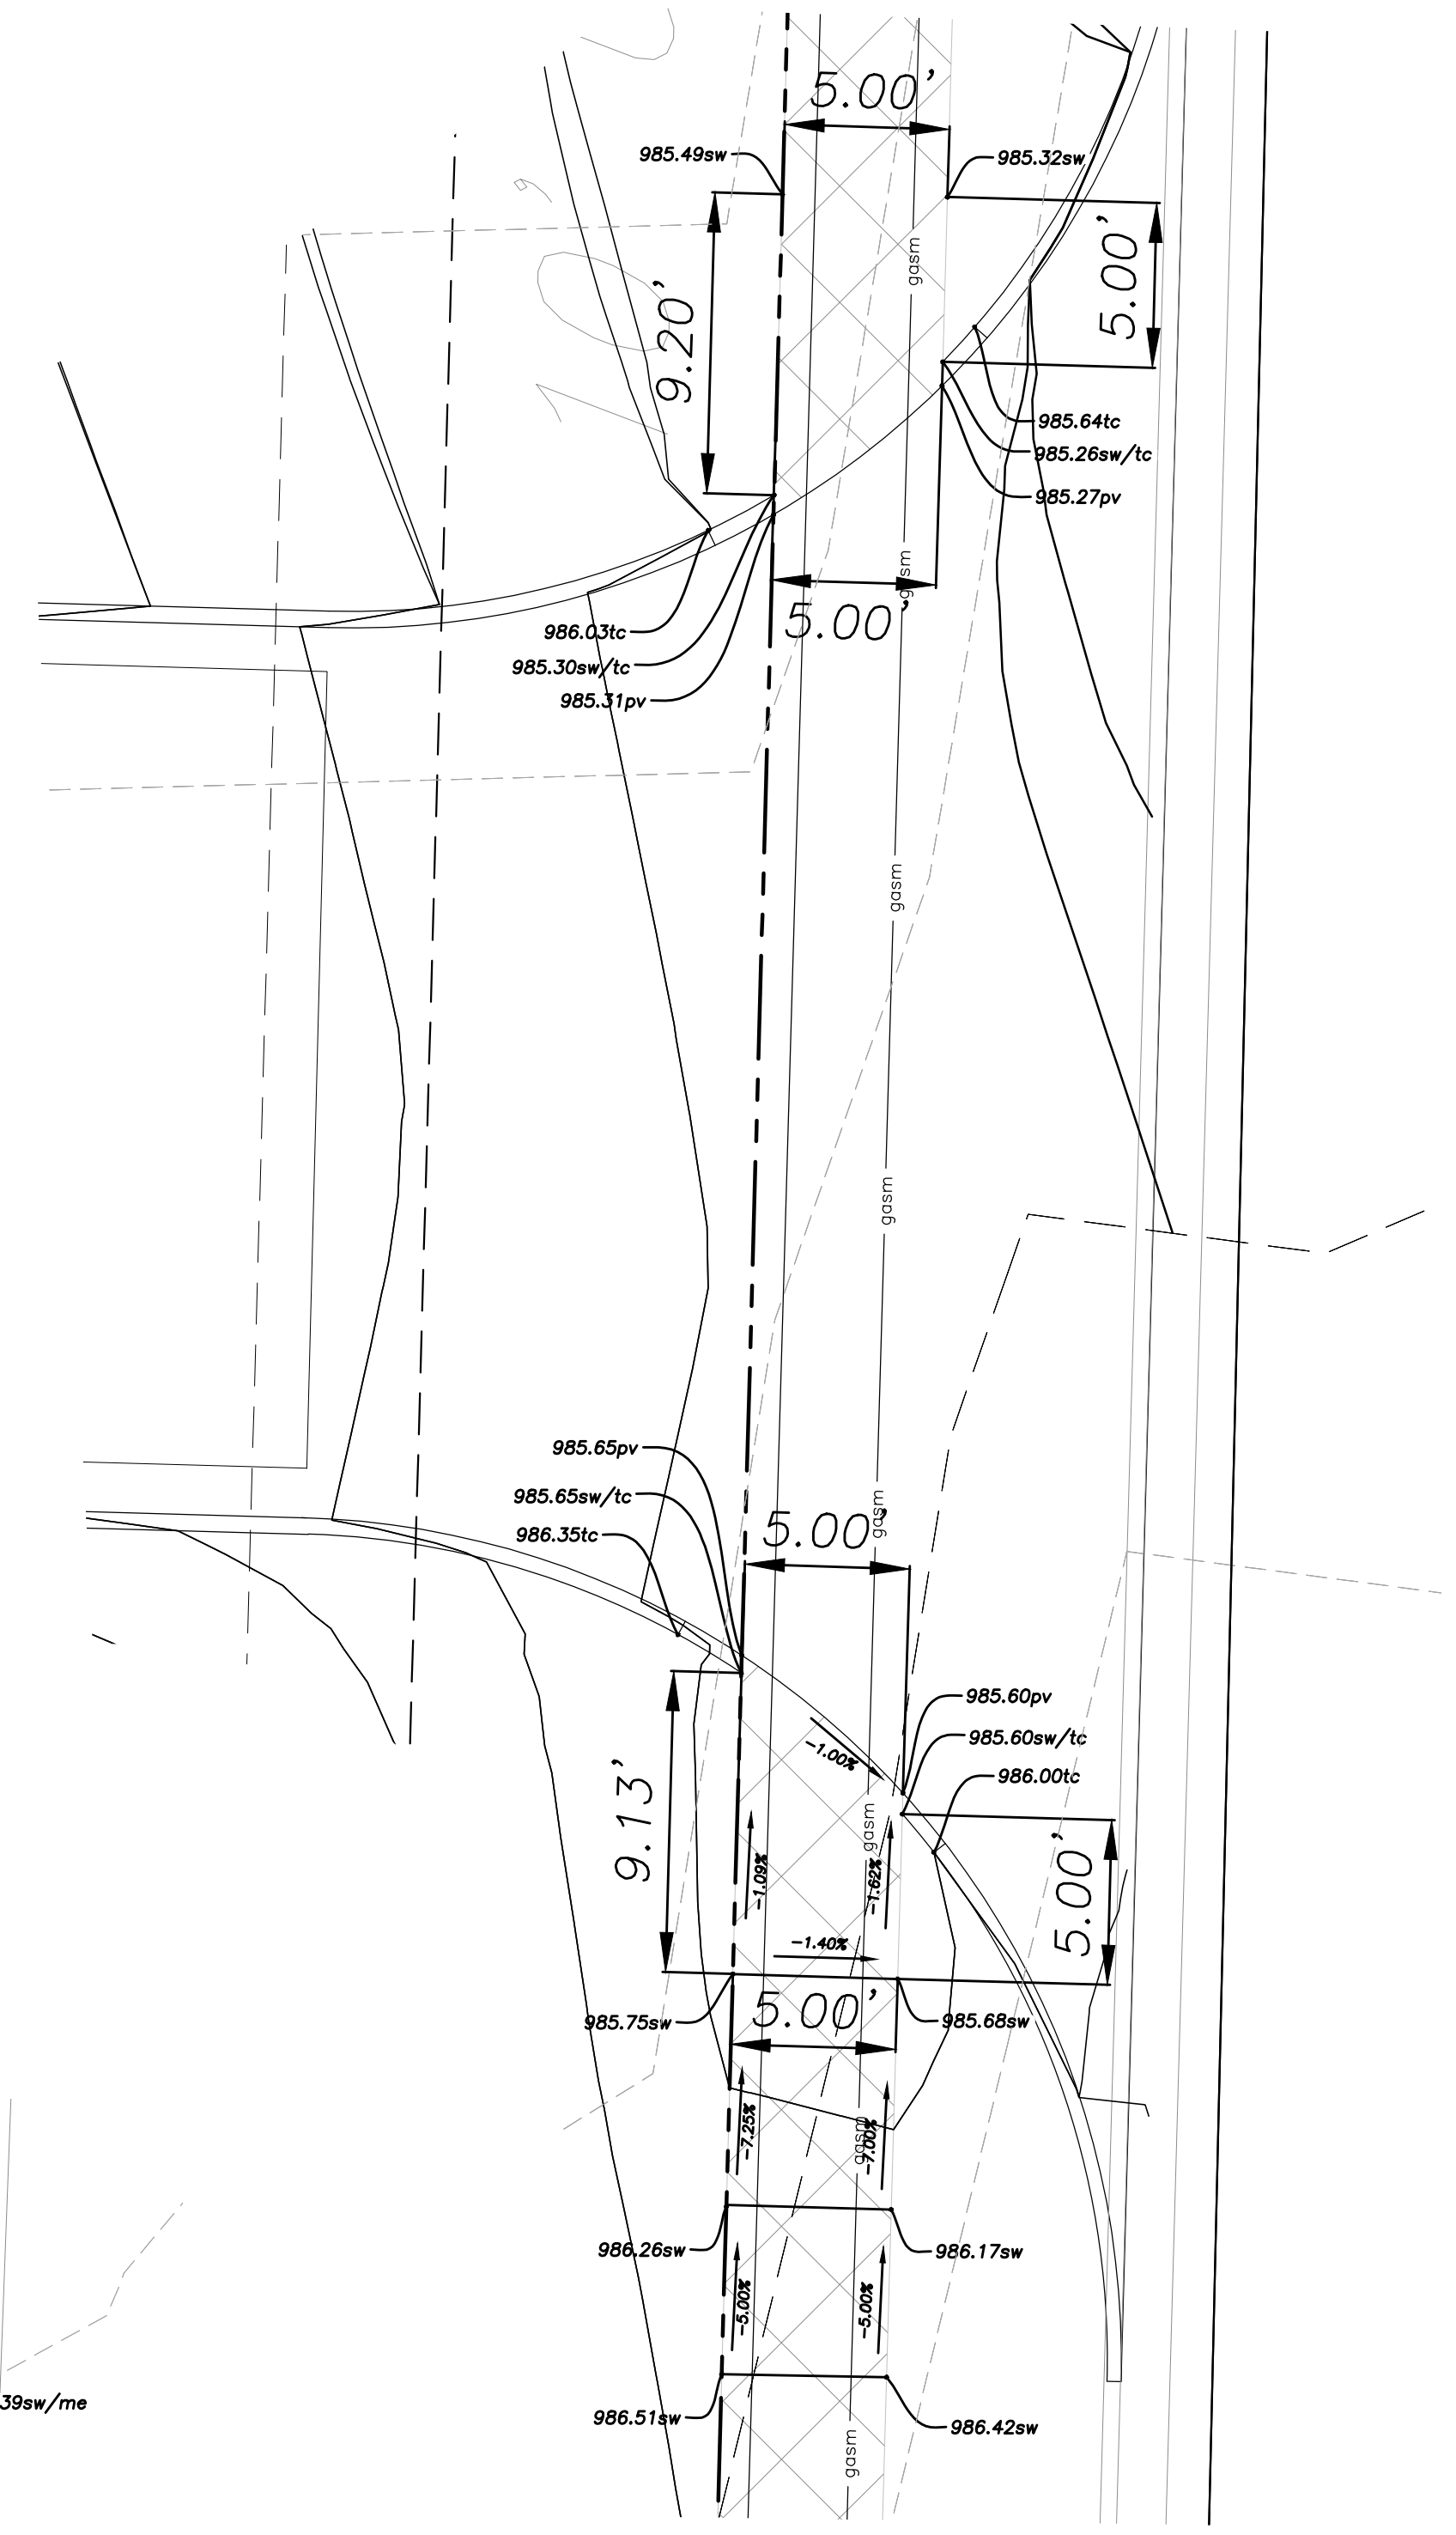 5.00'
985.49sw
985.32sw
9.20'
5.00'
gasm
985.64tc
985.26sw/tc
985.27pv
gasm
5.00'
986.03tc
985.30sw/tc
985.31pv
gasm
gasm
985.65pv
985.65sw/tc
986.35tc
5.00'
gasm
985.60pv
985.60sw/tc
986.00tc
-1.00%
9.13'
gasm
-1.09%
-1.62%
5.00'
-1.40%
985.75sw
5.00'
985.68sw
-7.25%
-7.00%
gasm
986.26sw
986.17sw
-5.00%
-5.00%
39sw/me
986.51sw
986.42sw
gasm